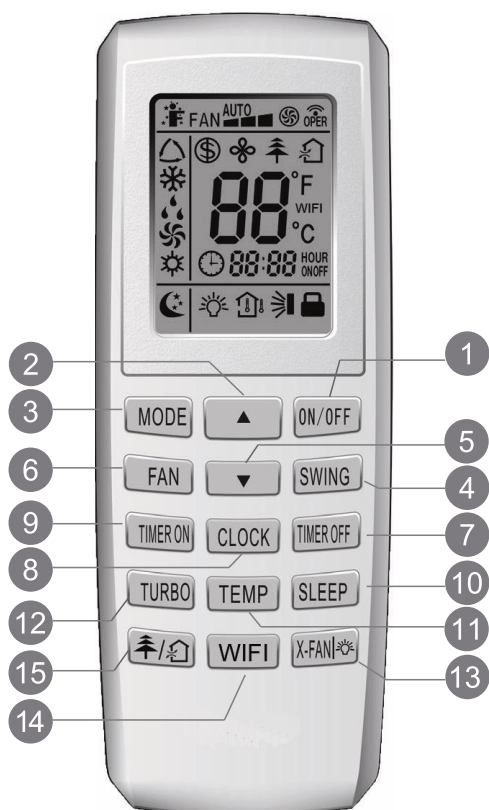 AUTO
FAN
OPER
88 °F
WIFI
°C
88:88 HOUR
ONOFF
2
1
3
MODE
▲
ON/OFF
5
6
FAN
▼
SWING
4
9
TIMER ON
CLOCK
TIMER OFF
7
8
10
TURBO
TEMP
SLEEP
12
11
/
WIFI
X-FAN|
15
13
14